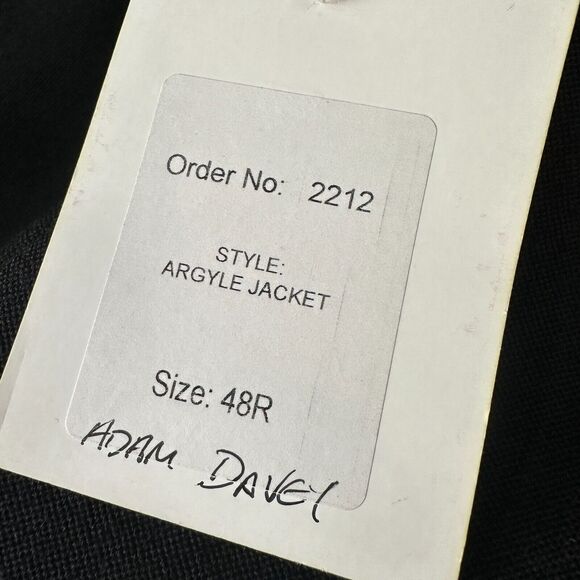 Order No: 2212
STYLE:
ARGYLE JACKET
Size: 48R
ADAM DAVEY